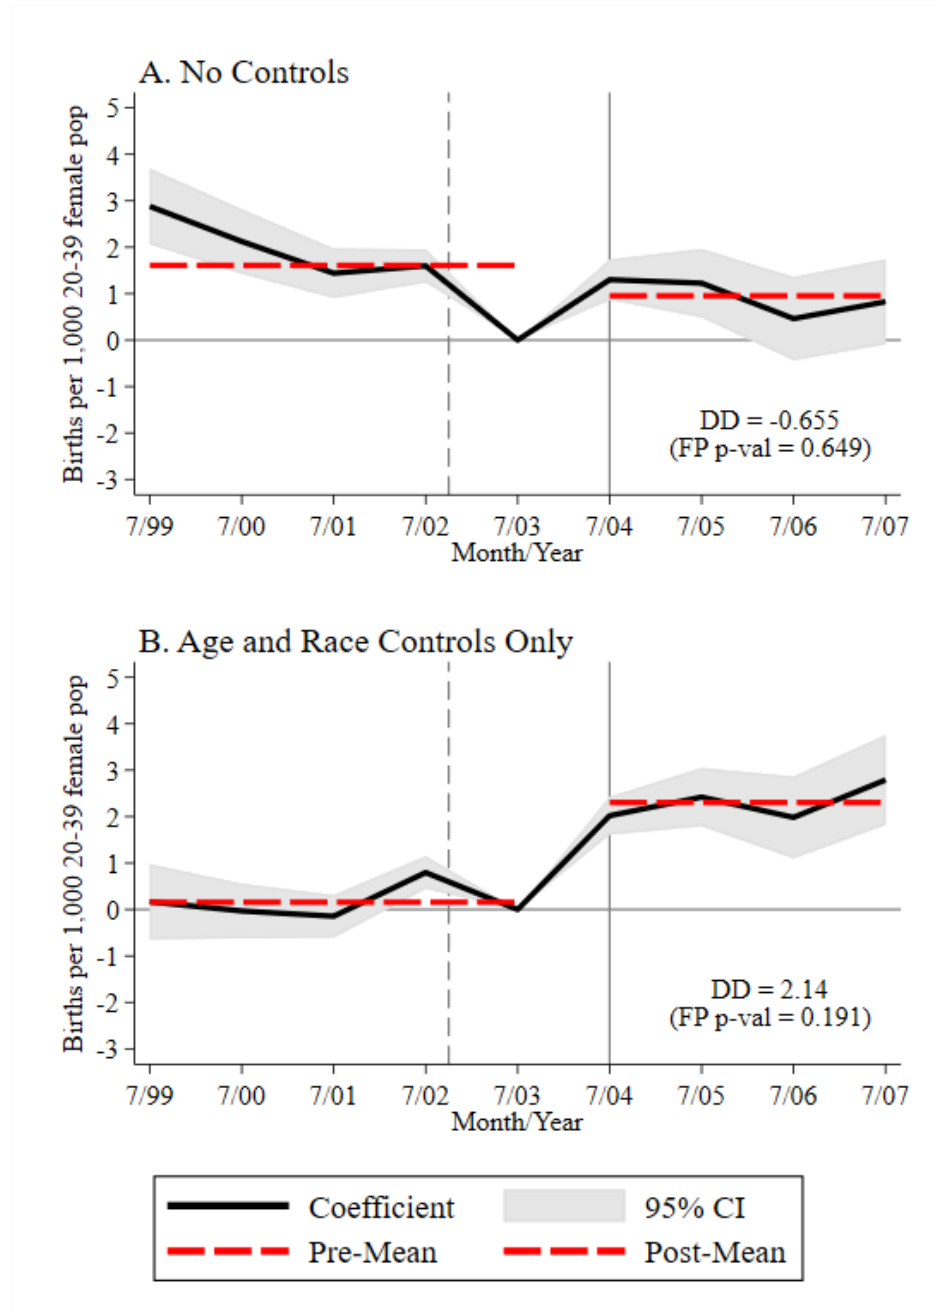 A. No Controls
Births per 1,000 20-39 female pop
5
4
3
2
1
0
-1
-2
-3
DD = -0.655
(FP p-val = 0.649)
7/99 7/00 7/01 7/02 7/03 7/04 7/05 7/06 7/07
Month/Year
B. Age and Race Controls Only
Births per 1,000 20-39 female pop
5
4
3
2
1
0
-1
-2
-3
DD = 2.14
(FP p-val = 0.191)
7/99 7/00 7/01 7/02 7/03 7/04 7/05 7/06 7/07
Month/Year
Coefficient 95% CI
Pre-Mean Post-Mean